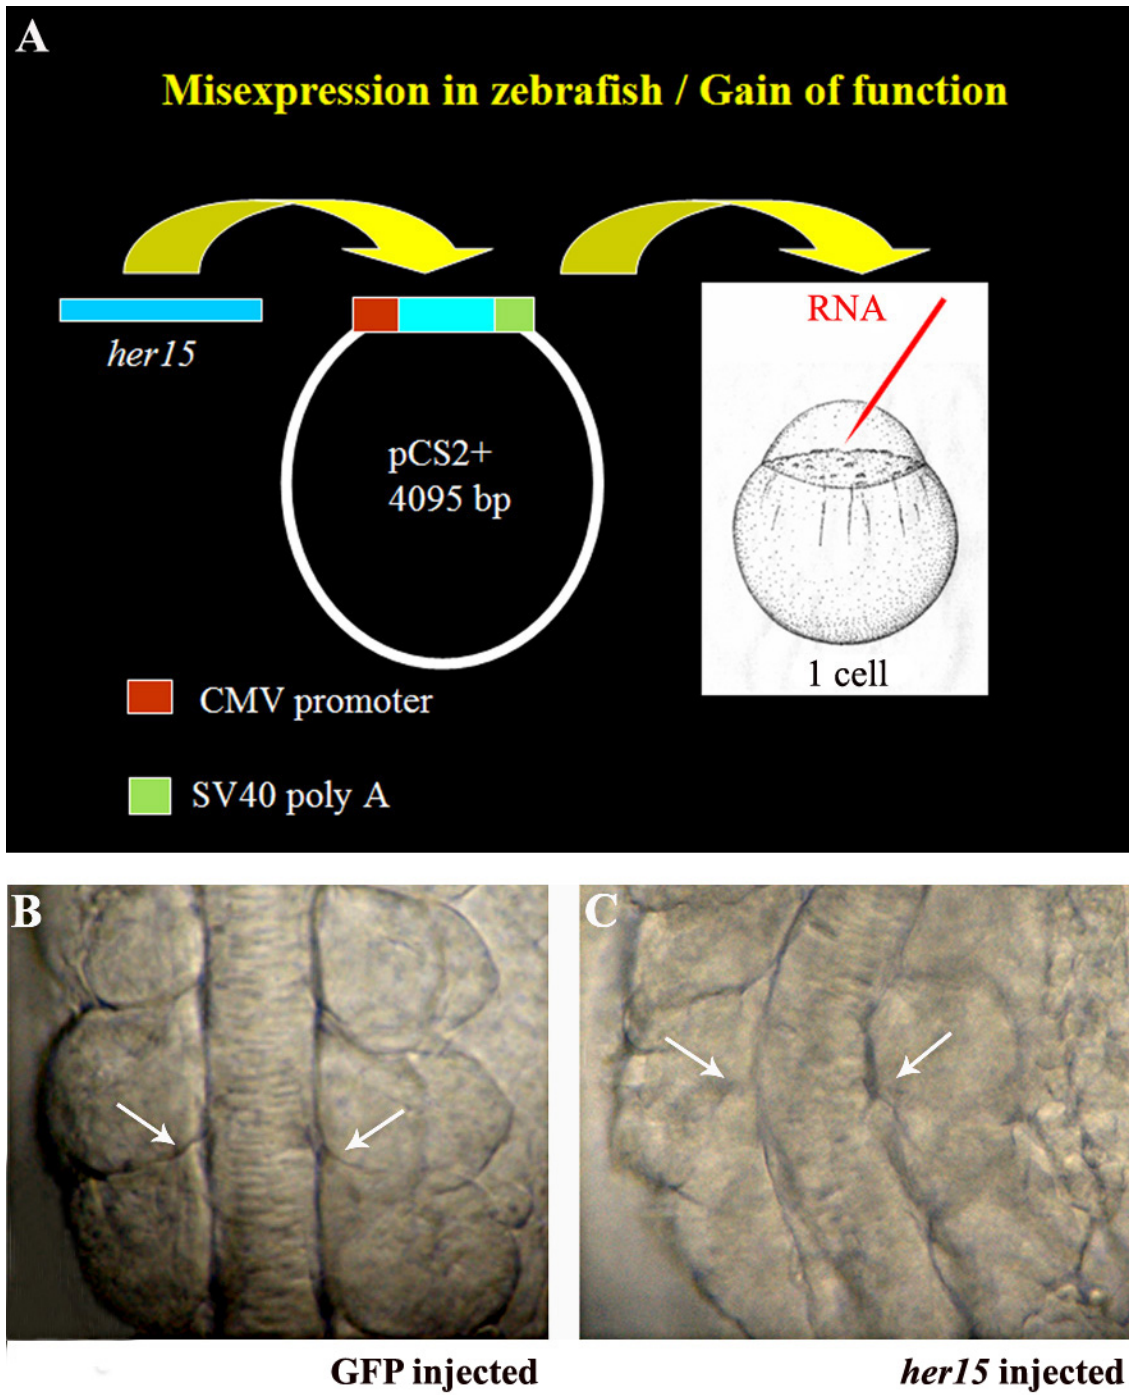 A
Misexpression in zebrafish / Gain of function
her15
pCS2+
4095 bp
RNA
1 cell
CMV promoter
SV40 poly A
B
C
GFP injected
her15 injected